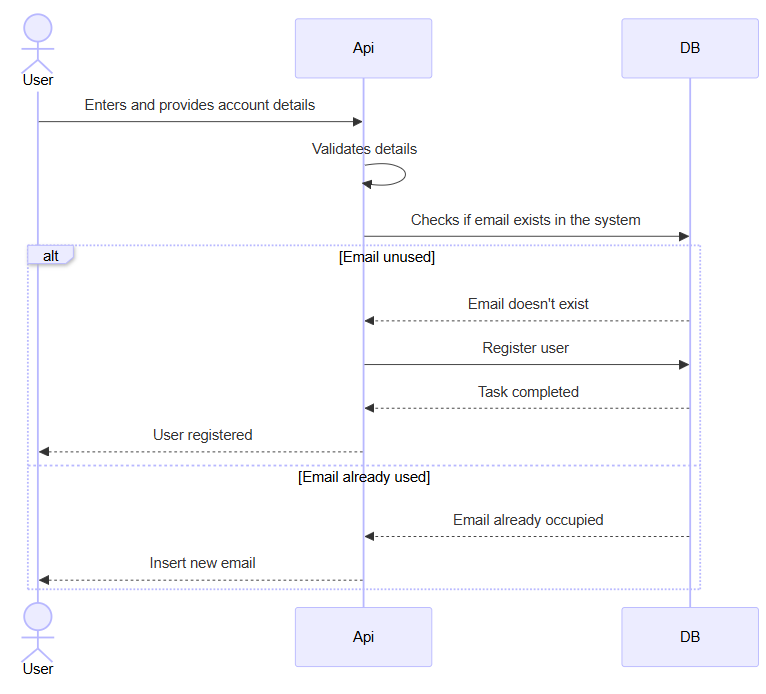 User
Api
DB
Enters and provides account details
Validates details
Checks if email exists in the system
alt
[Email unused]
Email doesn't exist
Register user
Task completed
User registered
[Email already used]
Email already occupied
Insert new email
User
Api
DB